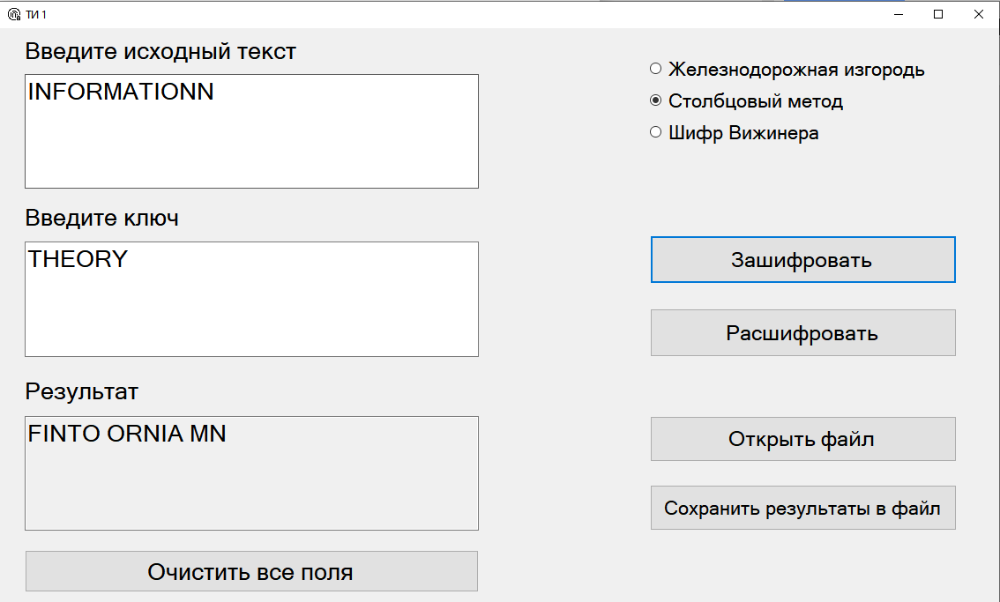 ТИ 1
Введите исходный текст
INFORMATIONN
Железнодорожная изгородь
Столбцовый метод
Шифр Вижинера
Введите ключ
THEORY
Зашифровать
Расшифровать
Результат
FINTO ORNIA MN
Открыть файл
Сохранить результаты в файл
Очистить все поля